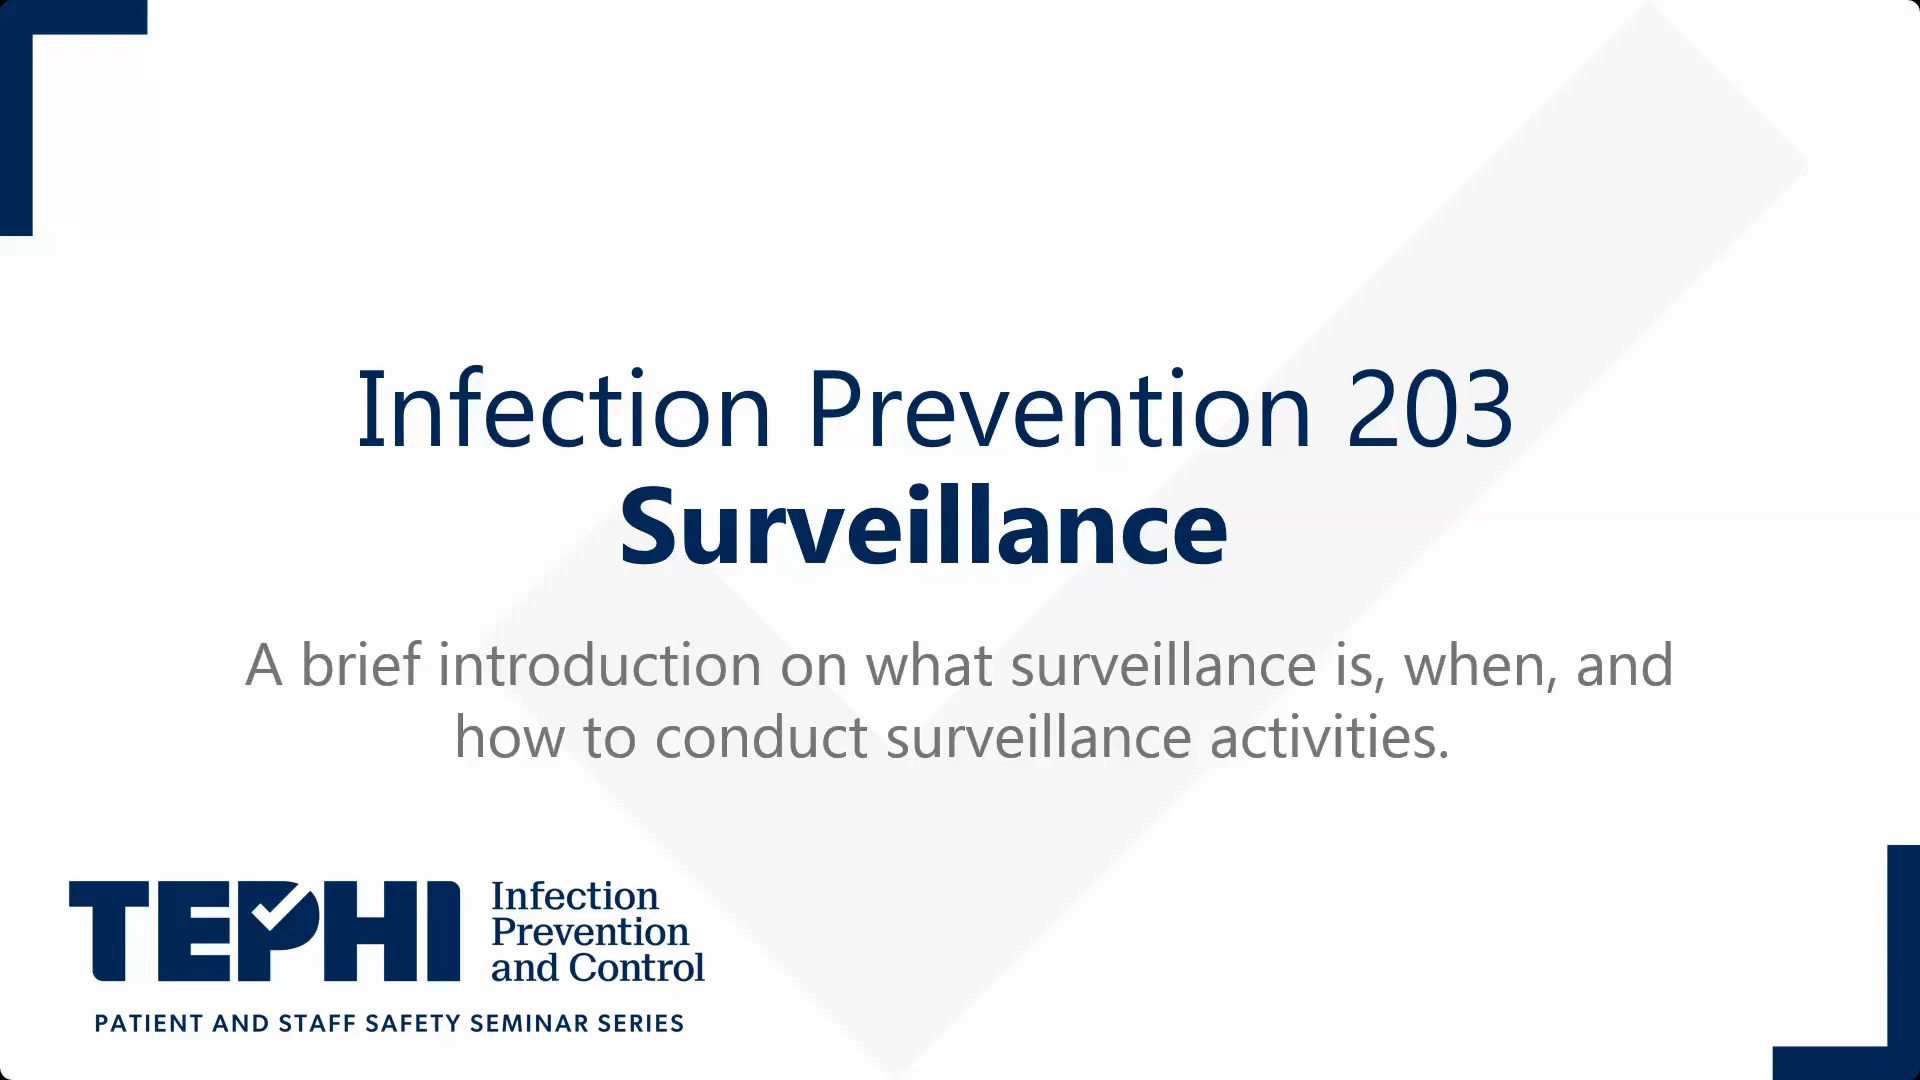 Infection Prevention 203
Surveillance
A brief introduction on what surveillance is, when, and
how to conduct surveillance activities.
TEPHI
Infection
Prevention
and Control
PATIENT AND STAFF SAFETY SEMINAR SERIES